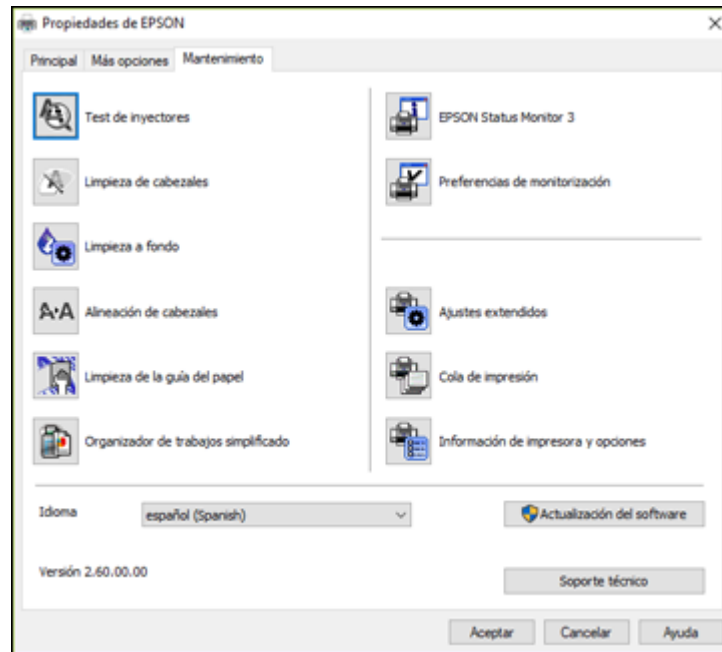 Propiedades de EPSON
Principal Más opciones Mantenimiento
Test de inyectores
Limpieza de cabezales
Limpieza a fondo
Alineación de cabezales
Limpieza de la guía del papel
Organizador de trabajos simplificado
EPSON Status Monitor 3
Preferencias de monitorización
Ajustes extendidos
Cola de impresión
Información de impresora y opciones
Idioma español (Spanish) Actualización del software
Versión 2.60.00.00
Soporte técnico
Aceptar Cancelar Ayuda